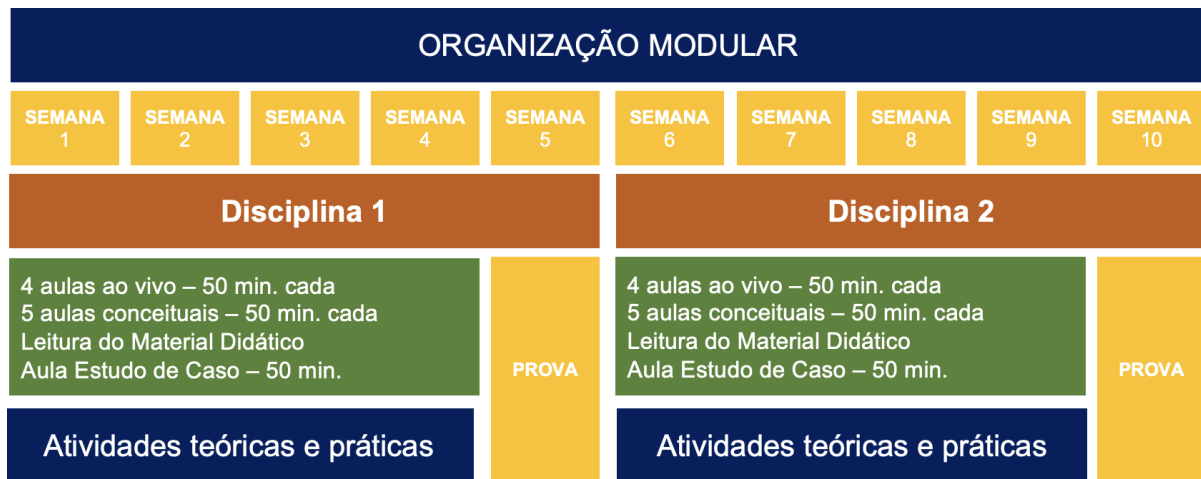 ORGANIZAÇÃO MODULAR
SEMANA
1
SEMANA
2
SEMANA
3
SEMANA
4
SEMANA
5
SEMANA
6
SEMANA
7
SEMANA
8
SEMANA
9
SEMANA
10
Disciplina 1
Disciplina 2
4 aulas ao vivo – 50 min. cada
5 aulas conceituais – 50 min. cada
Leitura do Material Didático
Aula Estudo de Caso – 50 min.
PROVA
4 aulas ao vivo – 50 min. cada
5 aulas conceituais – 50 min. cada
Leitura do Material Didático
Aula Estudo de Caso – 50 min.
PROVA
Atividades teóricas e práticas
Atividades teóricas e práticas